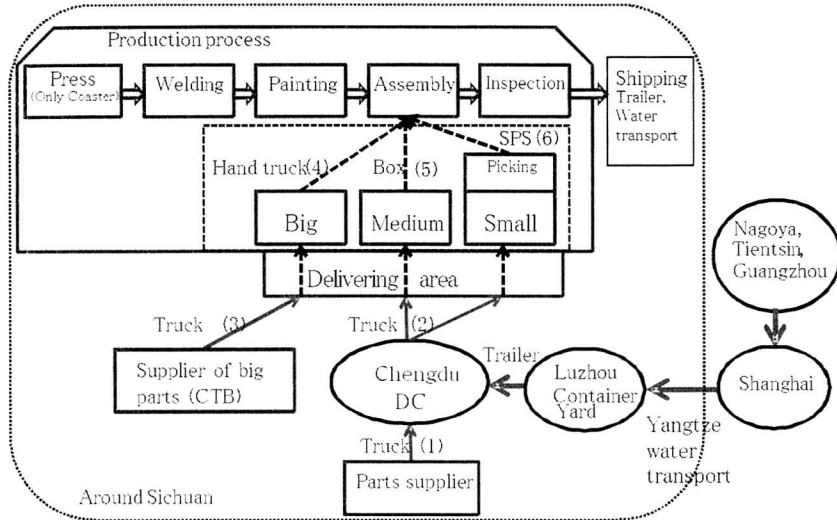 Production process
Press
(Only Coaster)
Welding
Painting
Assembly
Inspection
Shipping
Trailer,
Water
transport
SPS (6)
Hand truck(4)
Box (5)
Picking
Big
Medium
Small
Delivering area
Nagoya,
Tientsin,
Guangzhou
Truck (3)
Truck (2)
Supplier of big
parts (CTB)
Chengdu
DC
Trailer
Luzhou
Container
Yard
Shanghai
Yangtze
water
transport
Truck (1)
Parts supplier
Around Sichuan